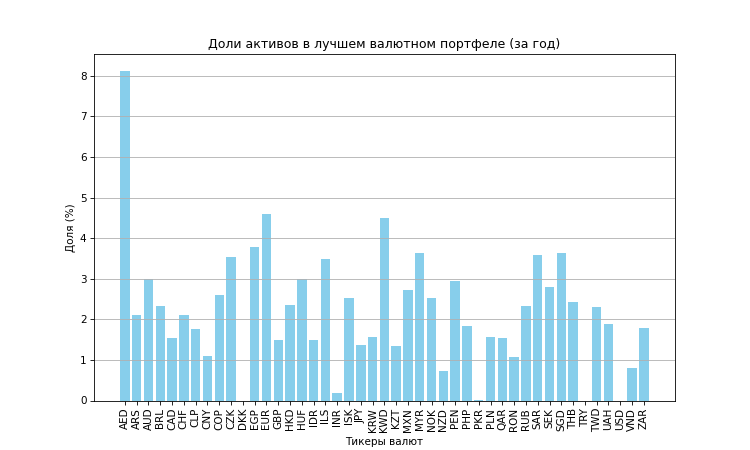 Доли активов в лучшем валютном портфеле (за год)
Доля (%)
8
7
6
5
4
3
2
1
0
AED ARS AUD BRL CAD CHF CLP CNY COP CZK DKK EGP EUR GBP HKD HUF IDR ILS INR ISK JPY KRW KWD KZT MXN MYR NOK NZD PEN PHP PKR PLN QAR RON RUB SAR SEK SGD THB TRY TWD UAH USD VND ZAR
Тикеры валют